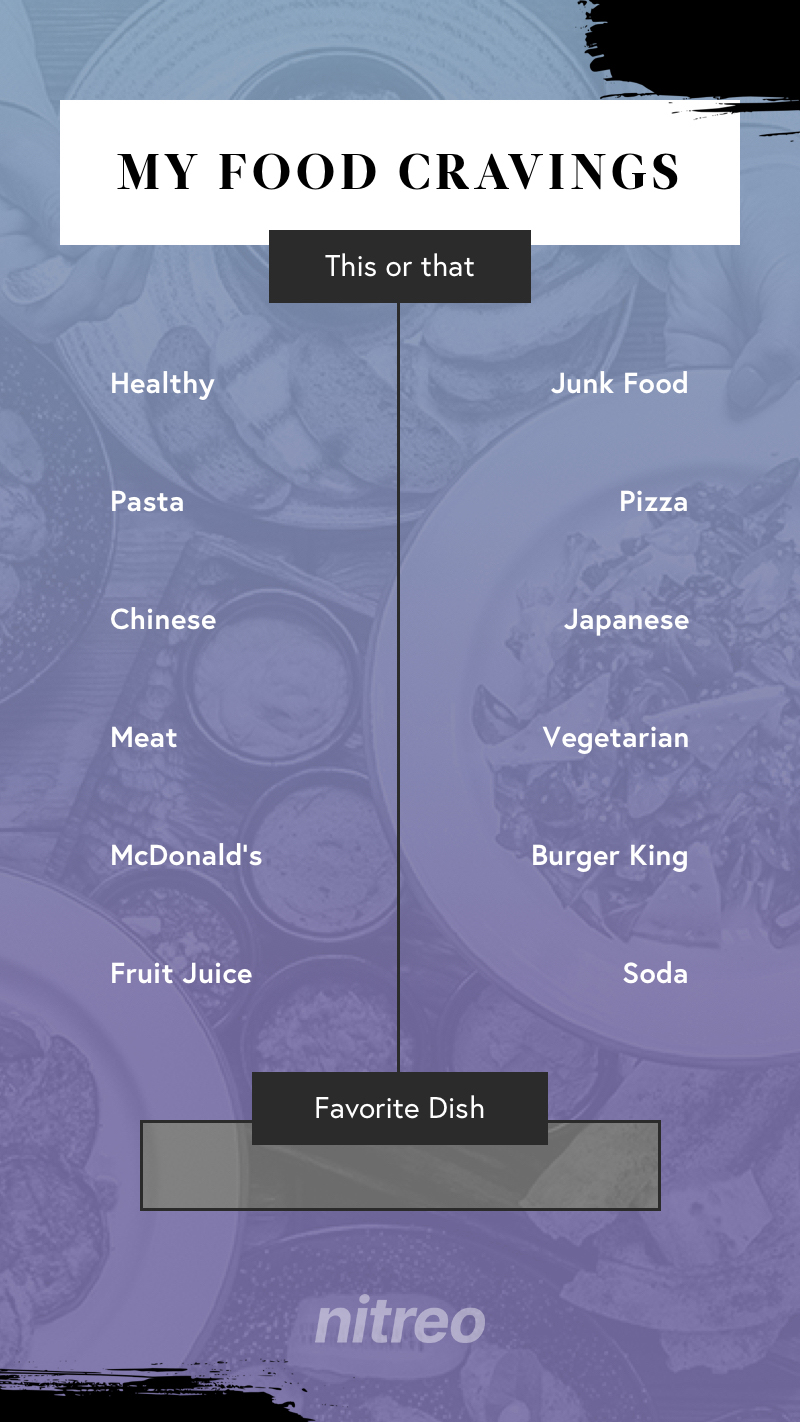 MY FOOD CRAVINGS
This or that
Healthy
Junk Food
Pasta
Pizza
Chinese
Japanese
Meat
Vegetarian
McDonald's
Burger King
Fruit Juice
Soda
Favorite Dish
nitreo